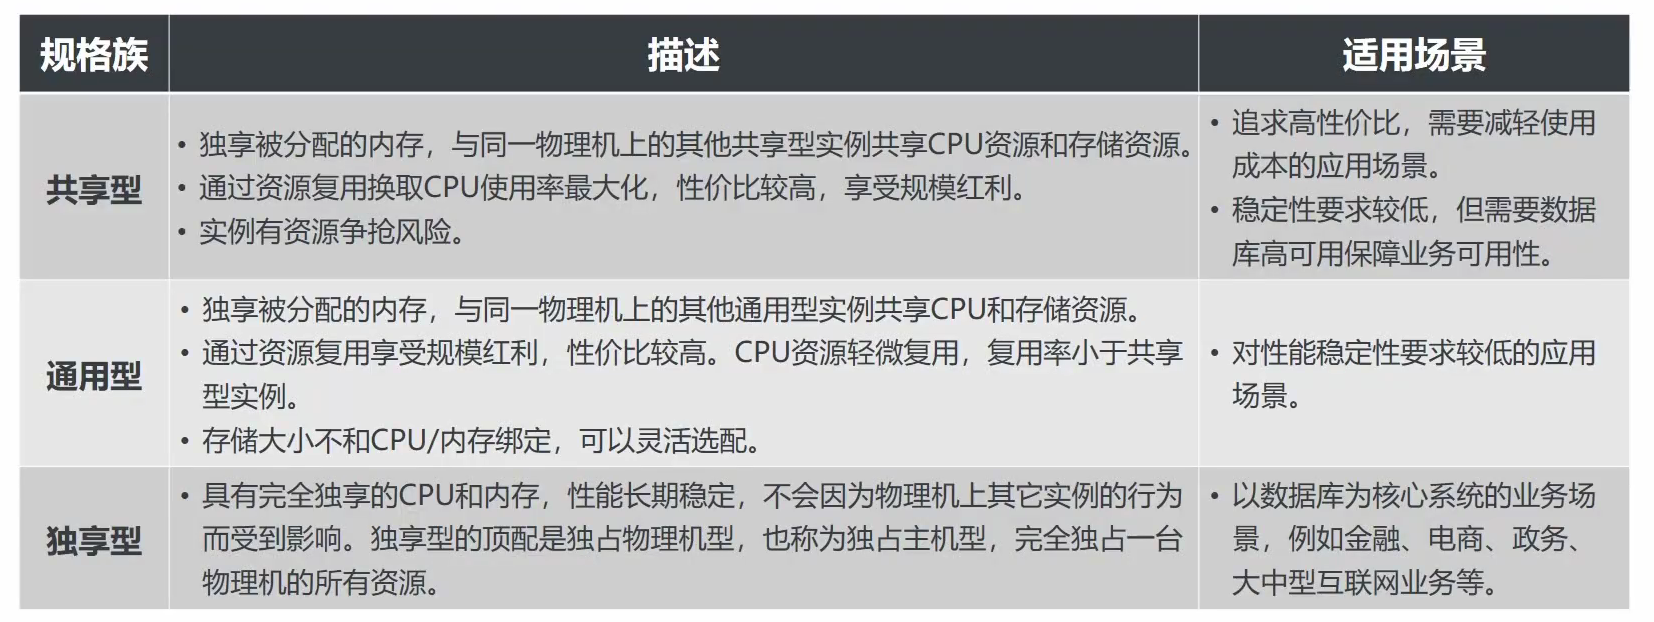 规格族 描述 适用场景
共享型
• 独享被分配的内存，与同一物理机上的其他共享型实例共享CPU资源和存储资源。
• 通过资源复用换取CPU使用率最大化，性价比较高，享受规模红利。
• 实例有资源争抢风险。
• 追求高性价比，需要减轻使用
成本的应用场景。
• 稳定性要求较低，但需要数据
库高可用保障业务可用性。
通用型
• 独享被分配的内存，与同一物理机上的其他通用型实例共享CPU和存储资源。
• 通过资源复用享受规模红利，性价比较高。CPU资源轻微复用，复用率小于共享
型实例。
• 存储大小不和CPU/内存绑定，可以灵活选配。
• 对性能稳定性要求较低的应用
场景。
独享型
• 具有完全独享的CPU和内存，性能长期稳定，不会因为物理机上其它实例的行为
而受到影响。独享型的顶配是独占物理机型，也称为独占主机型，完全独占一台
物理机的所有资源。
• 以数据库为核心系统的业务场
景，例如金融、电商、政务、
大中型互联网业务等。